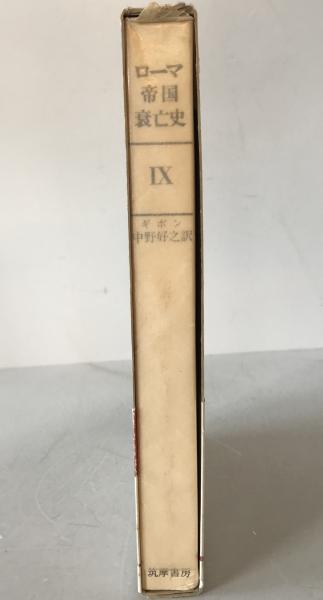 ローマ
帝国
衰亡史
IX
ギボン
中野好之訳
筑摩書房